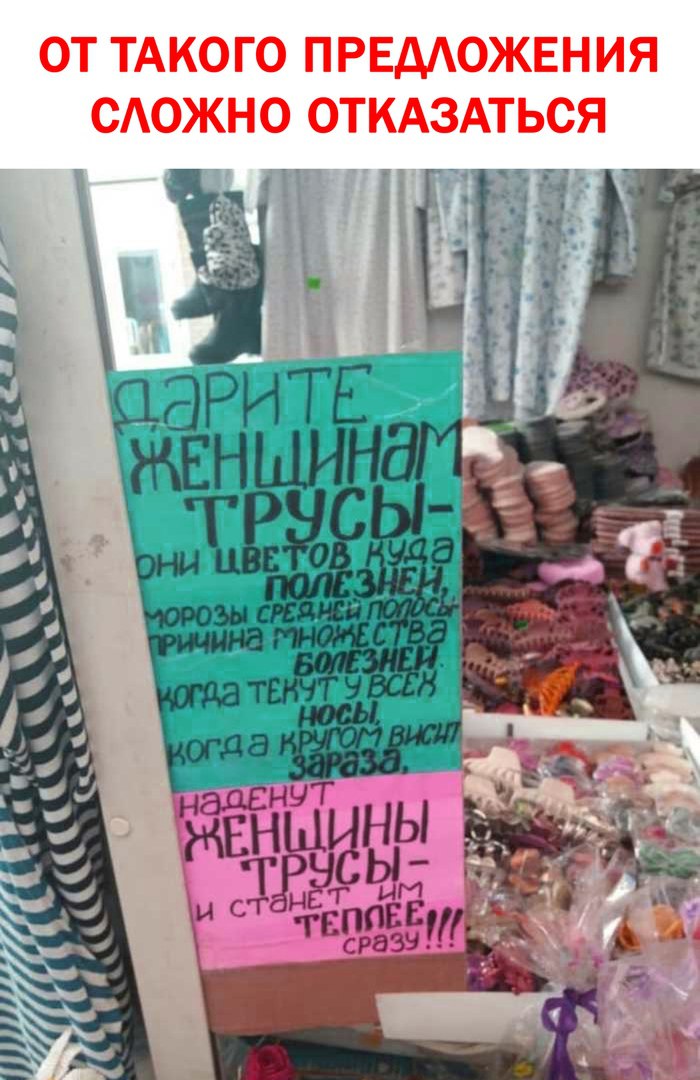 ОТ ТАКОГО ПРЕДЛОЖЕНИЯ
СЛОЖНО ОТКАЗАТЬСЯ
ДАРИТЕ
ЖЕНЩИНАМ
ТРУСЫ-
ОНИ ЦВЕТОВ КУДА
ПОЛЕЗНЕЙ,
МОРОЗЫ СРЕДНЕЙ ПОЛОСЫ-
ПРИЧИНА МНОЖЕСТВА
БОЛЕЗНЕЙ.
КОГДА ТЕКУТ У ВСЕХ
НОСЫ,
КОГДА КРУГОМ ВИСИТ
ЗАРАЗА,
НАДЕНУТ
ЖЕНЩИНЫ
ТРУСЫ-
И СТАНЕТ ИМ
ТЕПЛЕЕ
СРАЗУ!!!